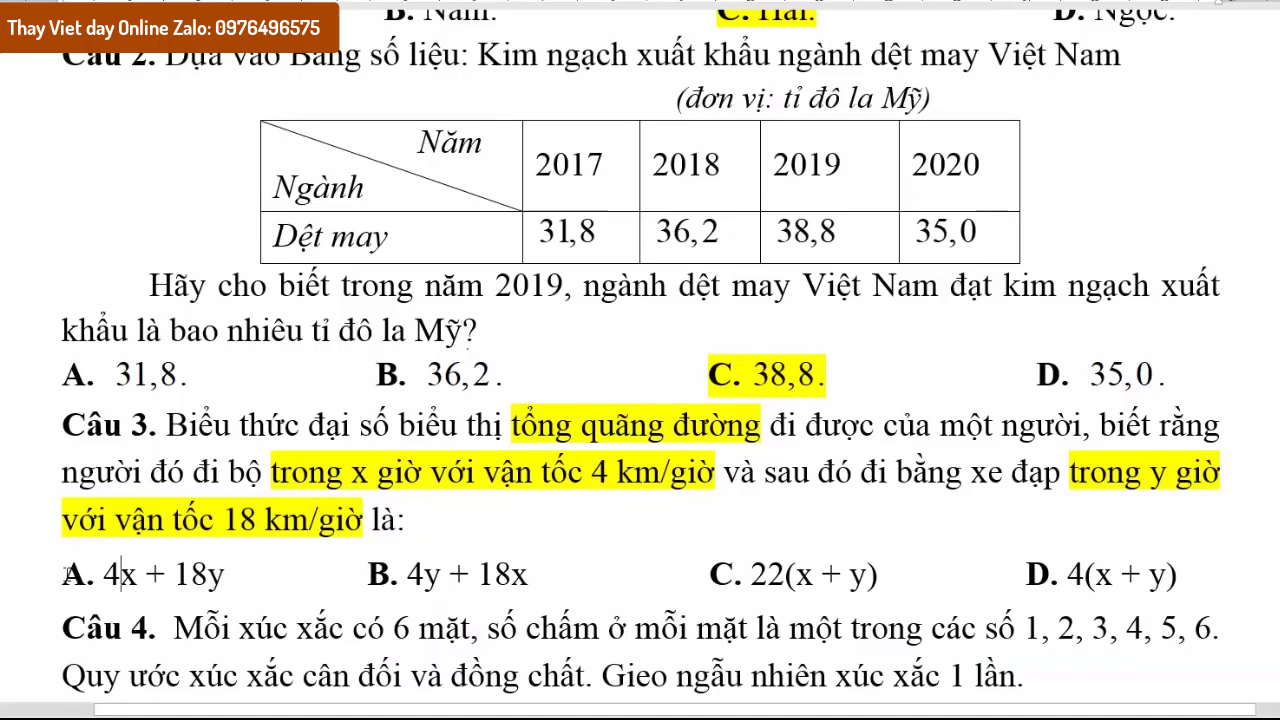 Thay Viet day Online Zalo: 0976496575
B. Nam.
C. Hai.
D. Ngọc.
Câu 2. Dựa vào Bảng số liệu: Kim ngạch xuất khẩu ngành dệt may Việt Nam
(đơn vị: tỉ đô la Mỹ)
Năm
Ngành
2017 2018 2019 2020
Dệt may 31,8 36,2 38,8 35,0
Hãy cho biết trong năm 2019, ngành dệt may Việt Nam đạt kim ngạch xuất
khẩu là bao nhiêu tỉ đô la Mỹ?
A. 31,8. B. 36,2. C. 38,8. D. 35,0.
Câu 3. Biểu thức đại số biểu thị tổng quãng đường đi được của một người, biết rằng
người đó đi bộ trong x giờ với vận tốc 4 km/giờ và sau đó đi bằng xe đạp trong y giờ
với vận tốc 18 km/giờ là:
A. 4x + 18y B. 4y + 18x C. 22(x + y) D. 4(x + y)
Câu 4. Mỗi xúc xắc có 6 mặt, số chấm ở mỗi mặt là một trong các số 1, 2, 3, 4, 5, 6.
Quy ước xúc xắc cân đối và đồng chất. Gieo ngẫu nhiên xúc xắc 1 lần.